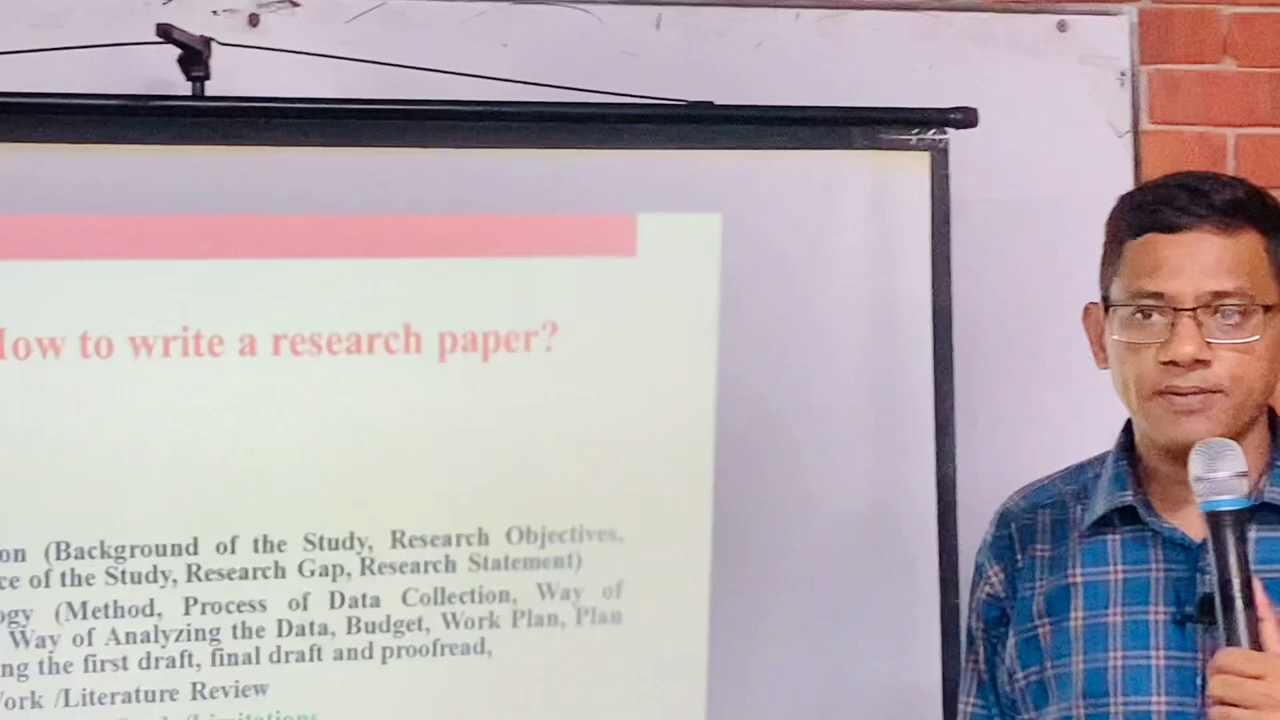 How to write a research paper?
on (Background of the Study, Research Objectives,
ce of the Study, Research Gap, Research Statement)
ogy (Method, Process of Data Collection, Way of
Way of Analyzing the Data, Budget, Work Plan, Plan
ng the first draft, final draft and proofread,
Work /Literature Review
/Limitations